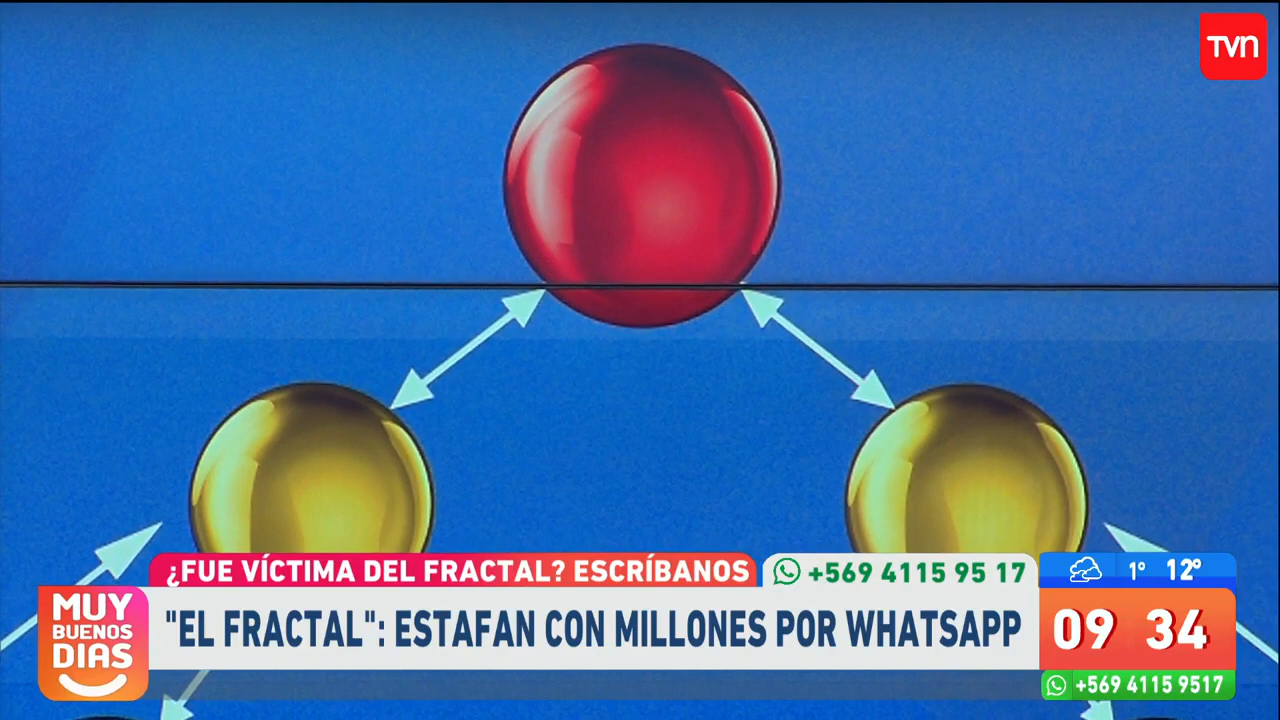 TVN
¿FUE VÍCTIMA DEL FRACTAL? ESCRÍBANOS
+569 4115 95 17
1° 12°
MUY
BUENOS
DIAS
"EL FRACTAL": ESTAFAN CON MILLONES POR WHATSAPP
09 34
+569 4115 9517